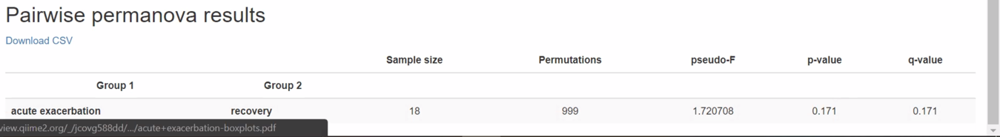 Pairwise permanova results
Download CSV
Sample size Permutations pseudo-F p-value q-value
Group 1 Group 2
acute exacerbation recovery 18 999 1.720708 0.171 0.171
view.qiime2.org/_/jcovg588dd/.../acute+exacerbation-boxplots.pdf